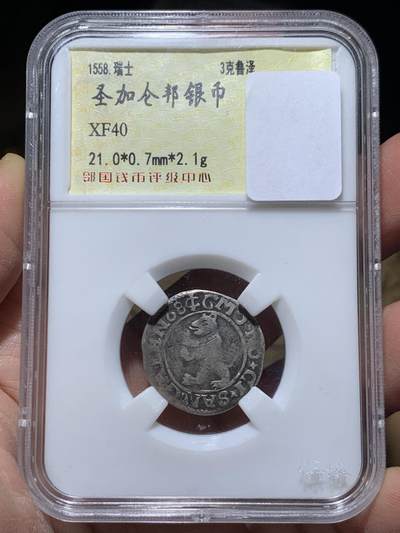 1558.瑞士 3克鲁泽
圣加仑邦银币
XF40
21.0*0.7mm*2.1g
鄂国钱币评级中心